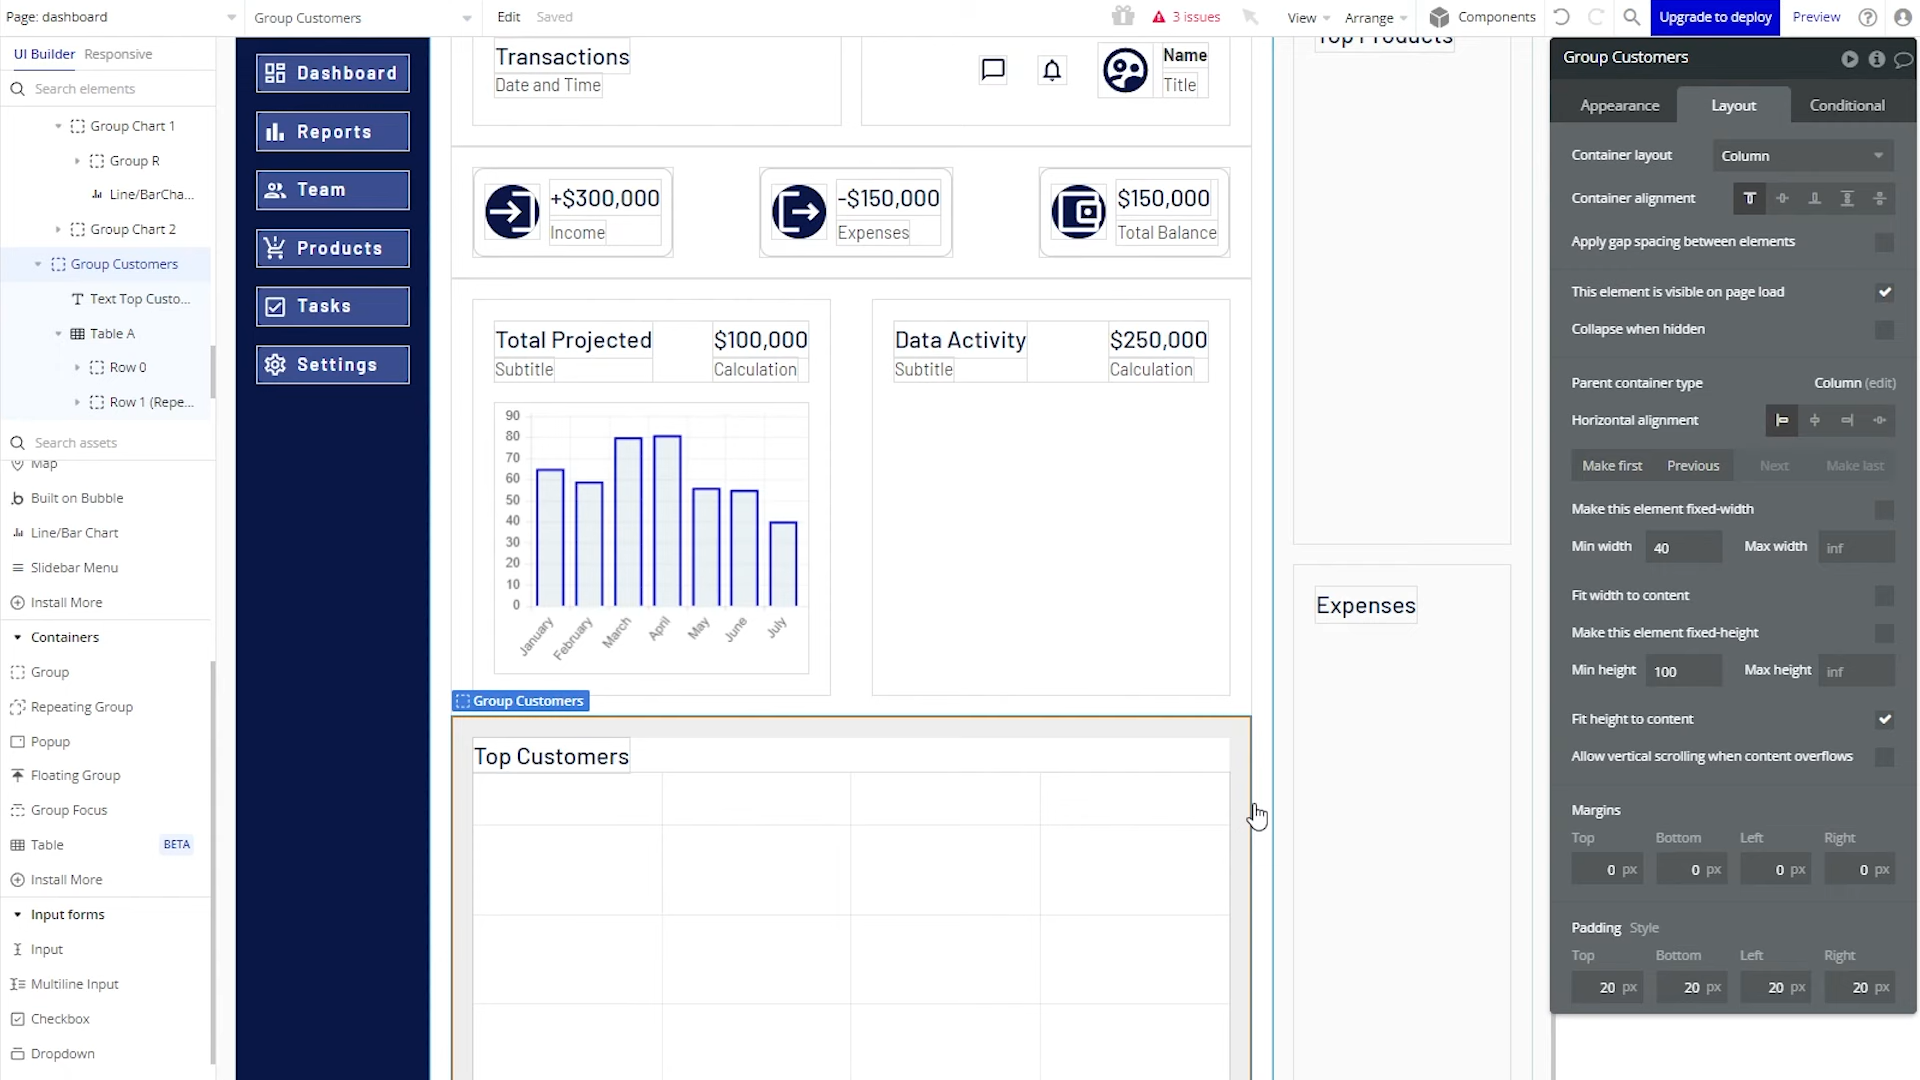 Page: dashboard
Group Customers
Edit
Saved
3 issues
View
Arrange
Components
Upgrade to deploy
Preview
UI Builder
Responsive
Search elements
Group Chart 1
Group R
Line/BarCha...
Group Chart 2
Group Customers
Text Top Custo...
Table A
Row 0
Row 1 (Repe...
Search assets
Map
Built on Bubble
Line/Bar Chart
Slidebar Menu
Install More
Containers
Group
Repeating Group
Popup
Floating Group
Group Focus
Table BETA
Install More
Input forms
Input
Multiline Input
Checkbox
Dropdown
Dashboard
Reports
Team
Products
Tasks
Settings
Transactions
Date and Time
Name
Title
+$300,000
Income
-$150,000
Expenses
$150,000
Total Balance
Total Projected
Subtitle
$100,000
Calculation
90
80
70
60
50
40
30
20
10
0
January
February
March
April
May
June
July
Data Activity
Subtitle
$250,000
Calculation
Group Customers
Top Customers
Top Products
Expenses
Group Customers
Appearance
Layout
Conditional
Container layout
Column
Container alignment
Apply gap spacing between elements
This element is visible on page load
Collapse when hidden
Parent container type
Column (edit)
Horizontal alignment
Make first
Previous
Next
Make last
Make this element fixed-width
Min width 40
Max width inf
Fit width to content
Make this element fixed-height
Min height 100
Max height inf
Fit height to content
Allow vertical scrolling when content overflows
Margins
Top Bottom Left Right
0 px 0 px 0 px 0 px
Padding Style
Top Bottom Left Right
20 px 20 px 20 px 20 px